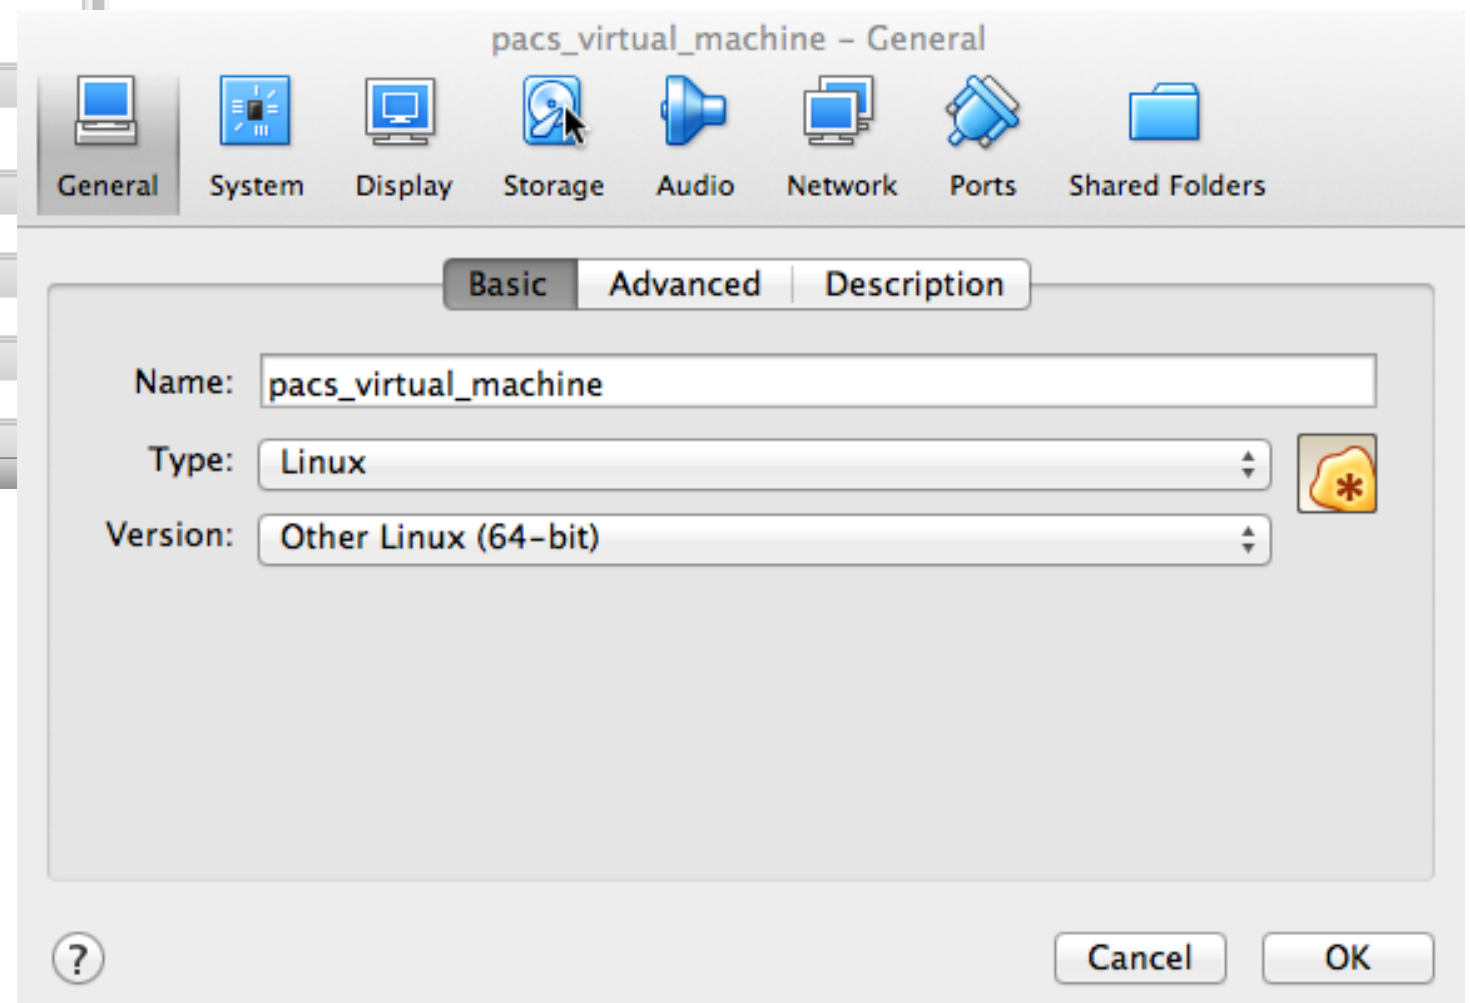 pacs_virtual_machine – General
General System Display Storage Audio Network Ports Shared Folders
Basic Advanced Description
Name: pacs_virtual_machine
Type: Linux
Version: Other Linux (64-bit)
? Cancel OK